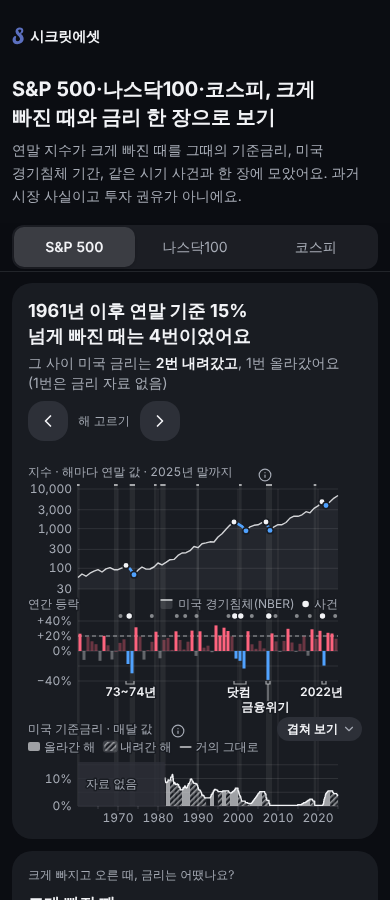 시크릿에셋
S&P 500·나스닥100·코스피, 크게
빠진 때와 금리 한 장으로 보기
연말 지수가 크게 빠진 때를 그때의 기준금리, 미국
경기침체 기간, 같은 시기 사건과 한 장에 모았어요. 과거
시장 사실이고 투자 권유가 아니에요.
S&P 500 나스닥100 코스피
1961년 이후 연말 기준 15%
넘게 빠진 때는 4번이었어요
그 사이 미국 금리는 2번 내려갔고, 1번 올라갔어요
(1번은 금리 자료 없음)
해 고르기
지수 · 해마다 연말 값 · 2025년 말까지
10,000
3,000
1,000
300
100
30
연간 등락 미국 경기침체(NBER) 사건
+40%
+20%
0%
−40%
73~74년 닷컴 2022년
금융위기
미국 기준금리 · 매달 값 겹쳐 보기
올라간 해 내려간 해 거의 그대로
10%
자료 없음
0%
1970 1980 1990 2000 2010 2020
크게 빠지고 오른 때, 금리는 어땠나요?